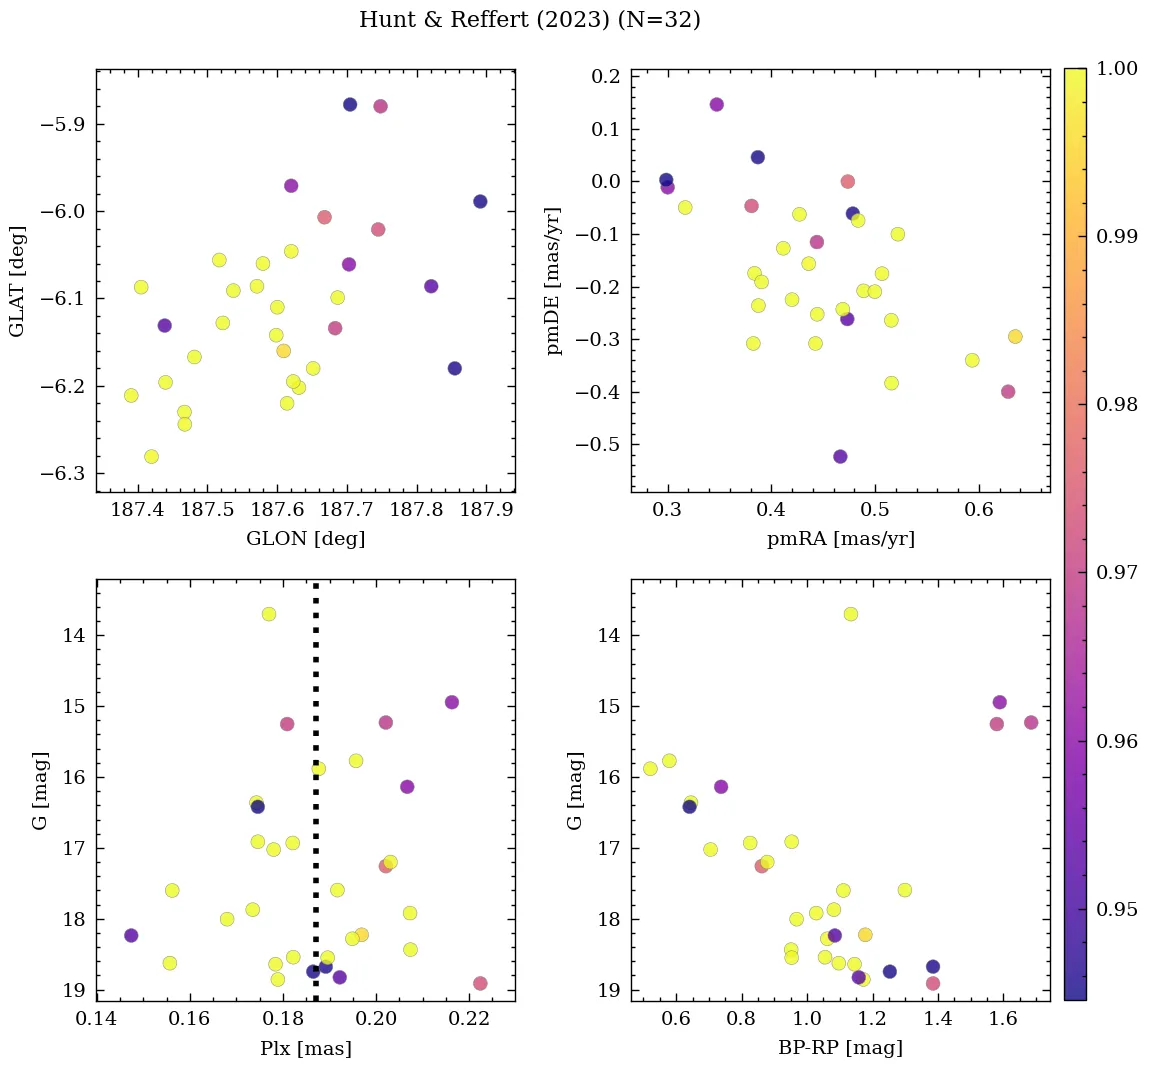 Hunt & Reffert (2023) (N=32)
−5.9
−6.0
−6.1
−6.2
−6.3
GLAT [deg]
187.4 187.5 187.6 187.7 187.8 187.9
GLON [deg]
0.2
0.1
0.0
−0.1
−0.2
−0.3
−0.4
−0.5
pmDE [mas/yr]
0.3 0.4 0.5 0.6
pmRA [mas/yr]
14
15
16
17
18
19
G [mag]
0.14 0.16 0.18 0.20 0.22
Plx [mas]
14
15
16
17
18
19
G [mag]
0.6 0.8 1.0 1.2 1.4 1.6
BP-RP [mag]
1.00
0.99
0.98
0.97
0.96
0.95